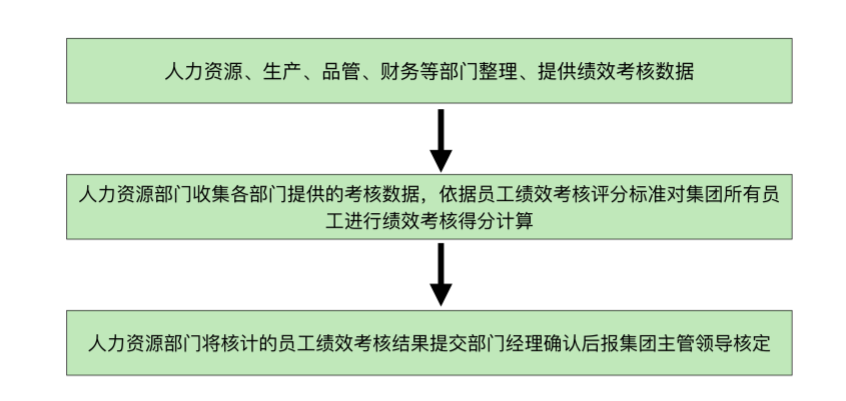 人力资源、生产、品管、财务等部门整理、提供绩效考核数据
人力资源部门收集各部门提供的考核数据，依据员工绩效考核评分标准对集团所有员
工进行绩效考核得分计算
人力资源部门将核计的员工绩效考核结果提交部门经理确认后报集团主管领导核定